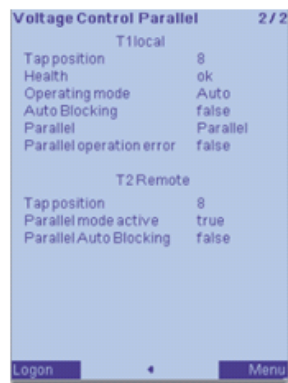 Voltage Control Parallel 2/2
T1local
Tap position 8
Health ok
Operating mode Auto
Auto Blocking false
Parallel Parallel
Parallel operation error false
T2 Remote
Tap position 8
Parallel mode active true
Parallel Auto Blocking false
Logon Menu